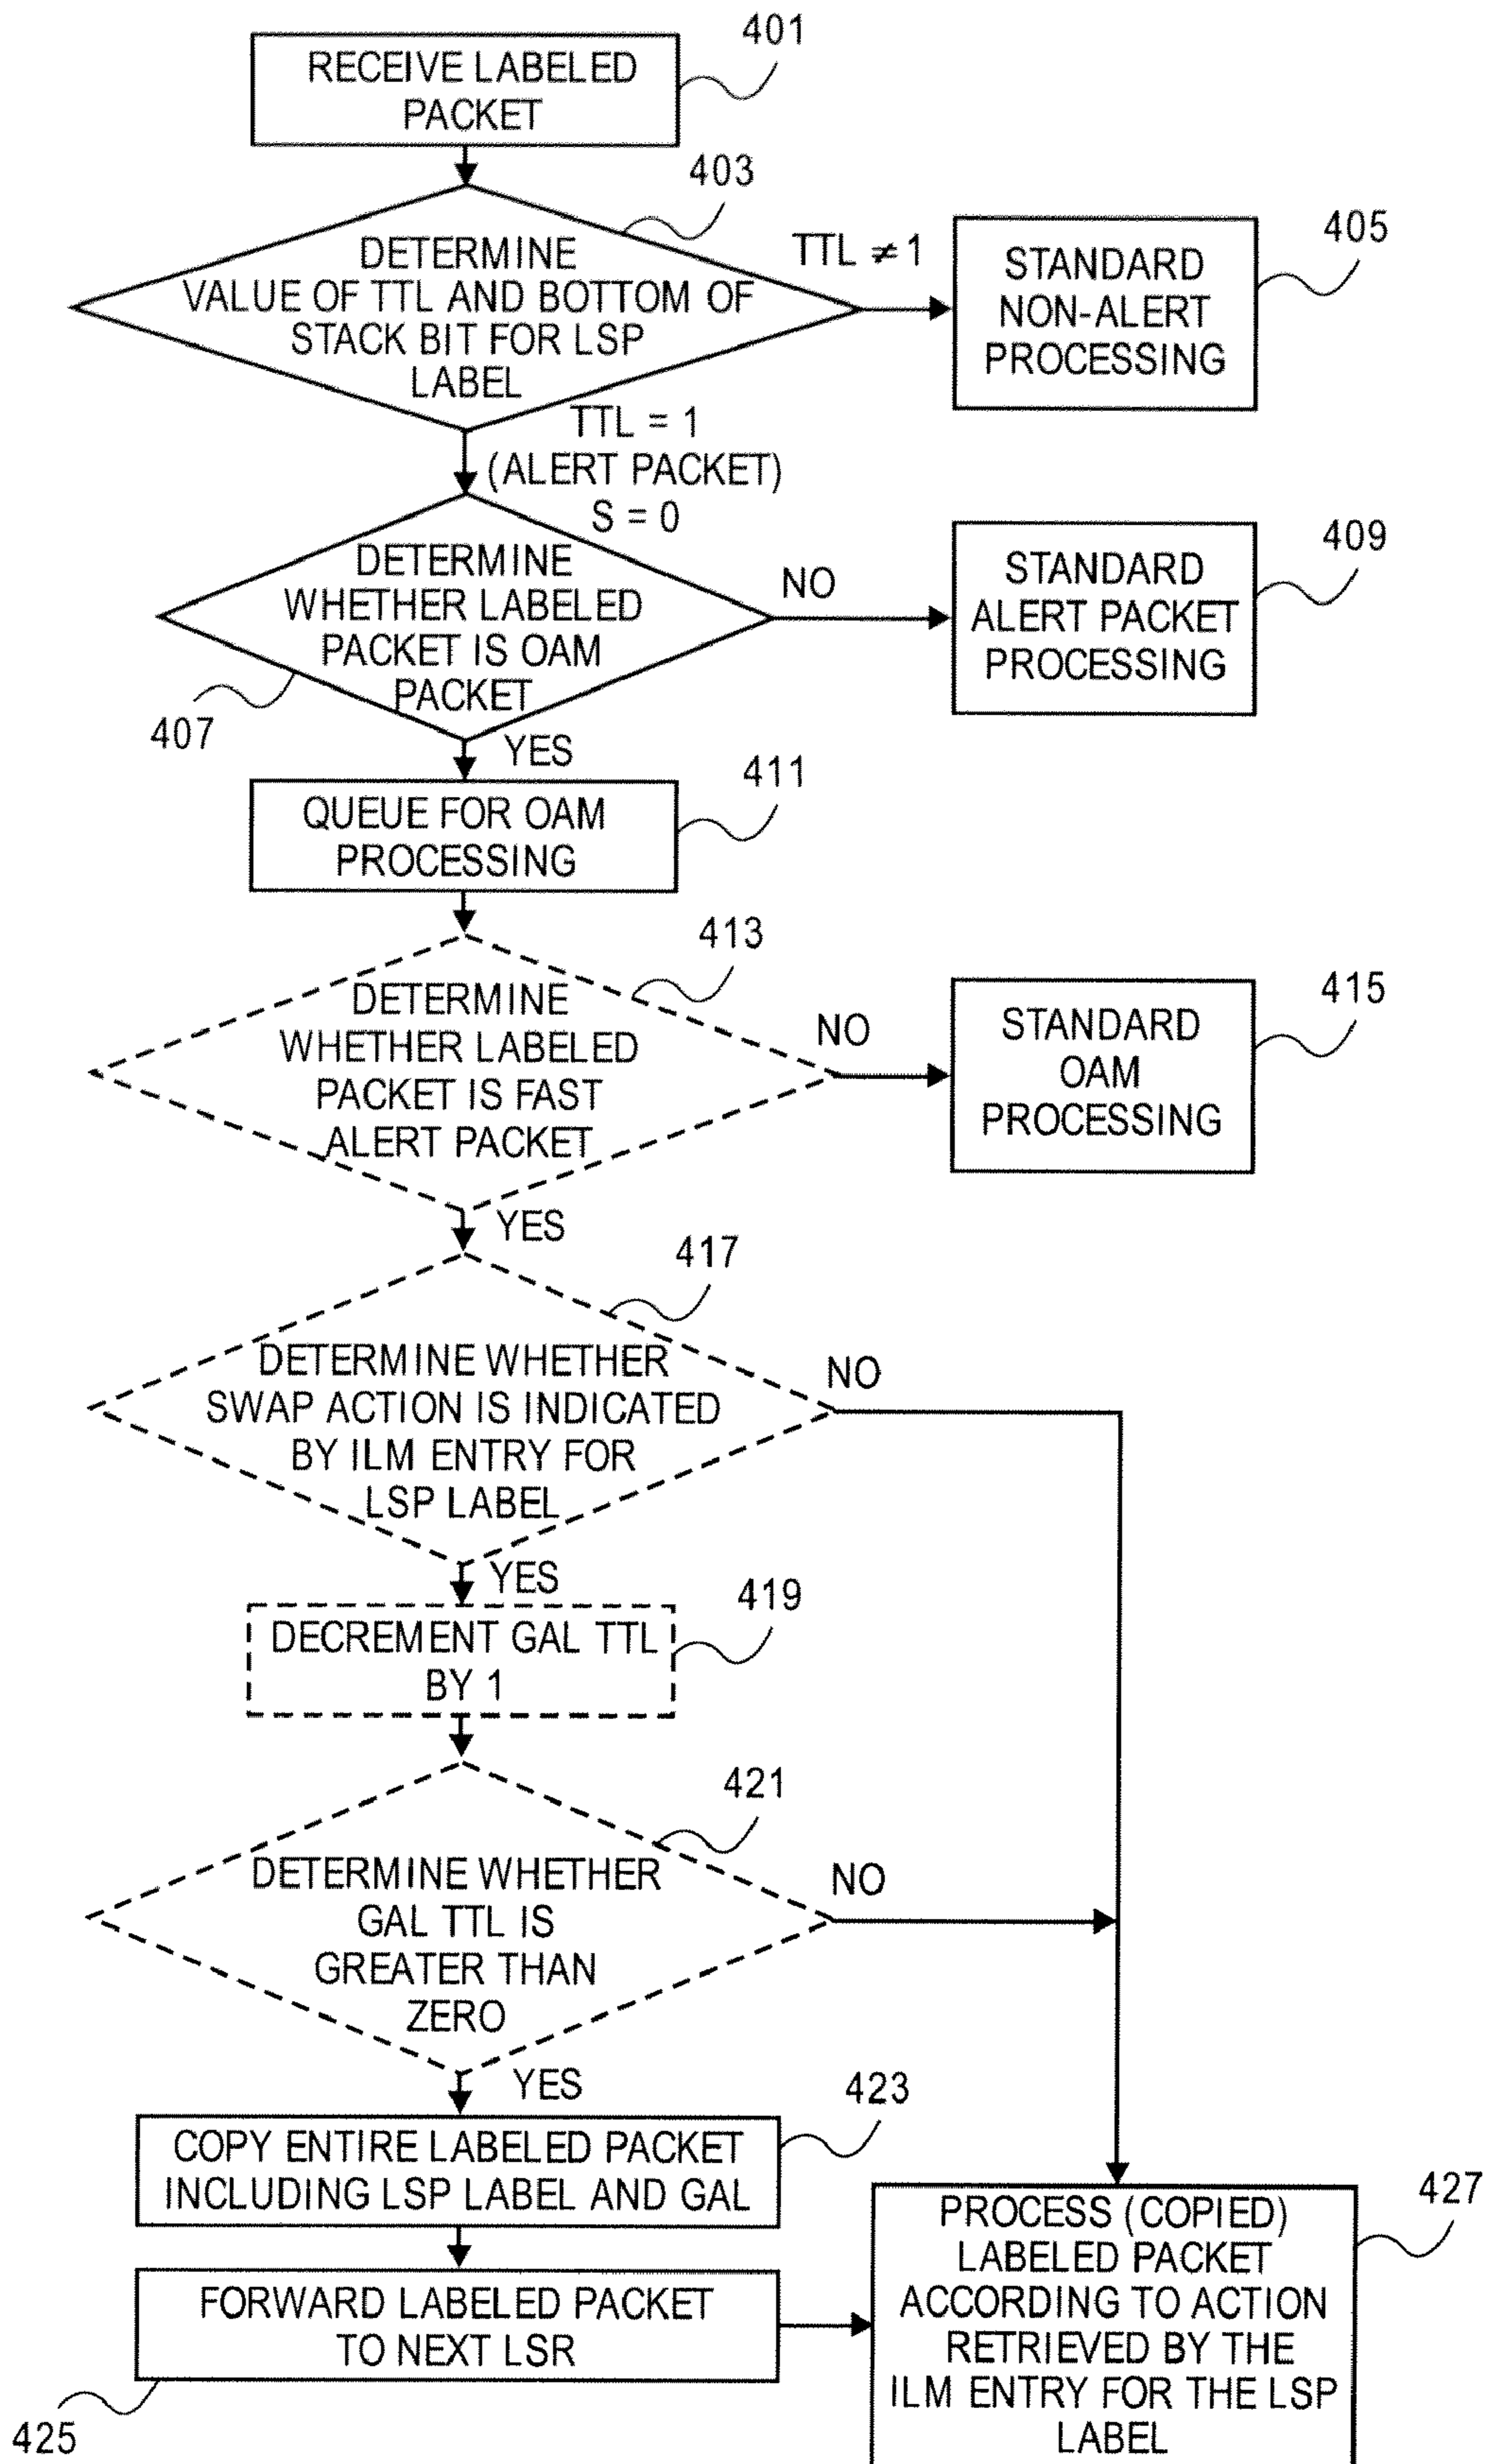 401
RECEIVE LABELED
PACKET
403
DETERMINE
VALUE OF TTL AND BOTTOM OF
STACK BIT FOR LSP
LABEL
TTL ≠ 1
405
STANDARD
NON-ALERT
PROCESSING
TTL = 1
(ALERT PACKET)
S = 0
DETERMINE
WHETHER LABELED
PACKET IS OAM
PACKET
407
NO
409
STANDARD
ALERT PACKET
PROCESSING
YES
411
QUEUE FOR OAM
PROCESSING
413
DETERMINE
WHETHER LABELED
PACKET IS FAST
ALERT PACKET
NO
415
STANDARD
OAM
PROCESSING
YES
417
DETERMINE WHETHER
SWAP ACTION IS INDICATED
BY ILM ENTRY FOR
LSP LABEL
NO
YES
419
DECREMENT GAL TTL
BY 1
421
DETERMINE WHETHER
GAL TTL IS
GREATER THAN
ZERO
NO
YES
423
COPY ENTIRE LABELED PACKET
INCLUDING LSP LABEL AND GAL
FORWARD LABELED PACKET
TO NEXT LSR
425
427
PROCESS (COPIED)
LABELED PACKET
ACCORDING TO ACTION
RETRIEVED BY THE
ILM ENTRY FOR THE LSP
LABEL